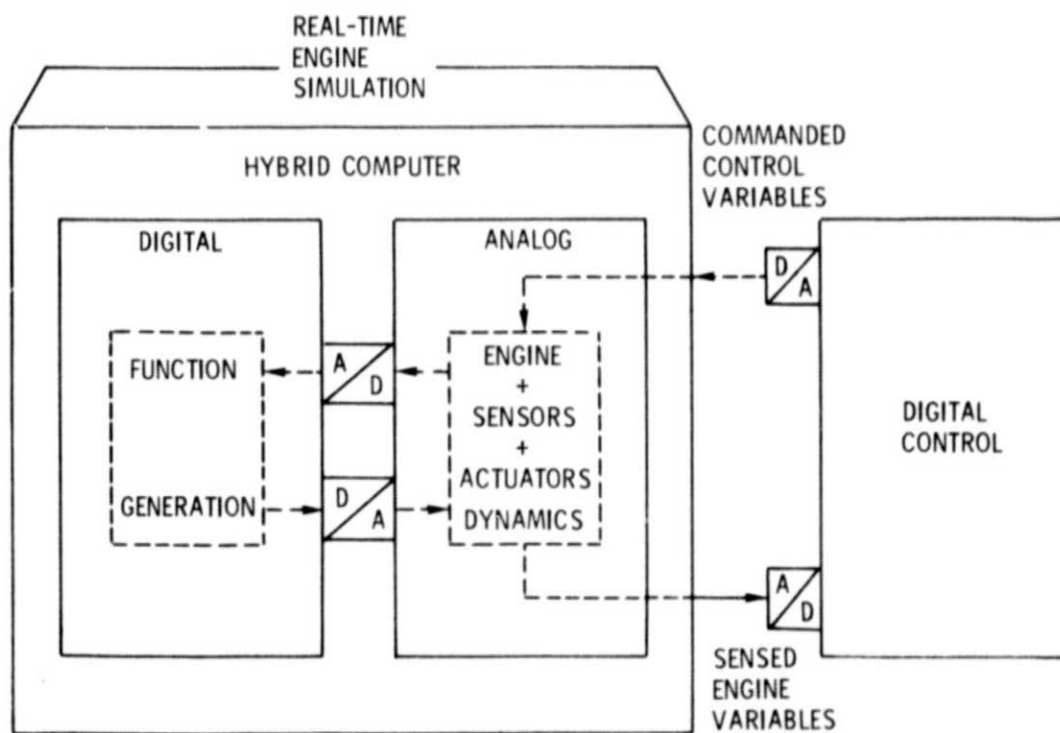 REAL-TIME
ENGINE
SIMULATION
HYBRID COMPUTER
COMMANDED
CONTROL
VARIABLES
DIGITAL
ANALOG
D
A
FUNCTION
A
D
ENGINE
+
SENSORS
+
ACTUATORS
DYNAMICS
GENERATION
D
A
DIGITAL
CONTROL
A
D
SENSED
ENGINE
VARIABLES